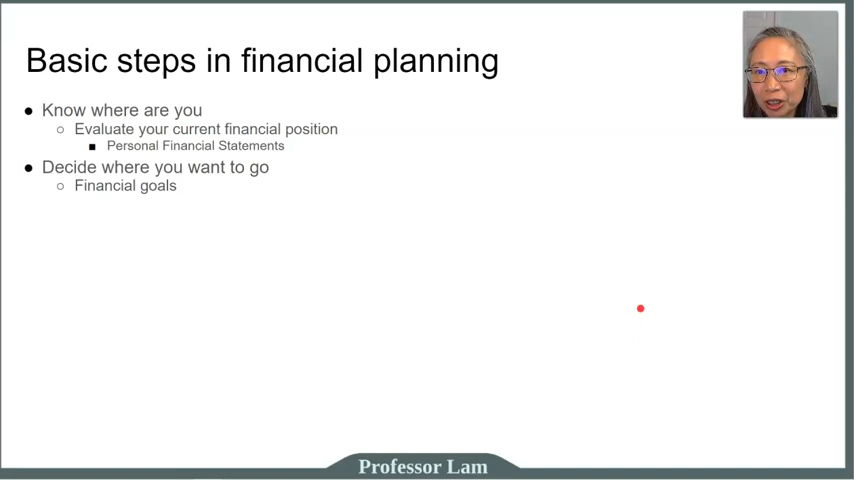 Basic steps in financial planning
● Know where are you
○ Evaluate your current financial position
■ Personal Financial Statements
● Decide where you want to go
○ Financial goals
Professor Lam